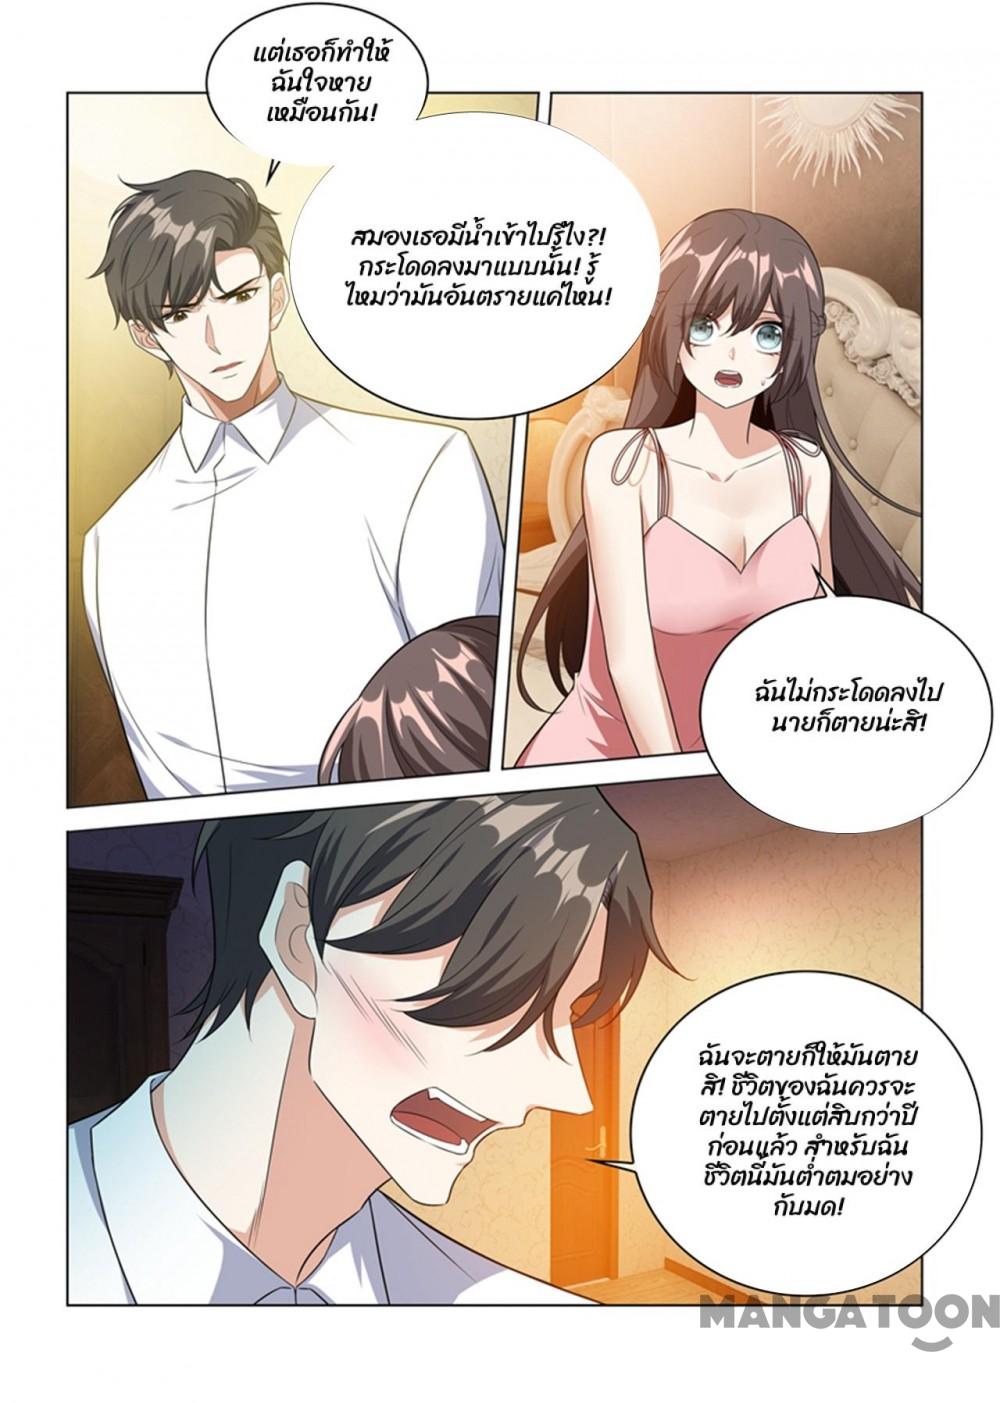 แต่เธอก็ทำให้
ฉันใจหาย
เหมือนกัน!
สมองเธอมีน้ำเข้าไปรึไง?!
กระโดดลงมาแบบนั้น! รู้
ไหมว่ามันอันตรายแค่ไหน!
ฉันไม่กระโดดลงไป
นายก็ตายน่ะสิ!
ฉันจะตายก็ให้มันตาย
สิ! ชีวิตของฉันควรจะ
ตายไปตั้งแต่สิบกว่าปี
ก่อนแล้ว สำหรับฉัน
ชีวิตนี้มันต่ำตมอย่าง
กับมด!
MANGATOON